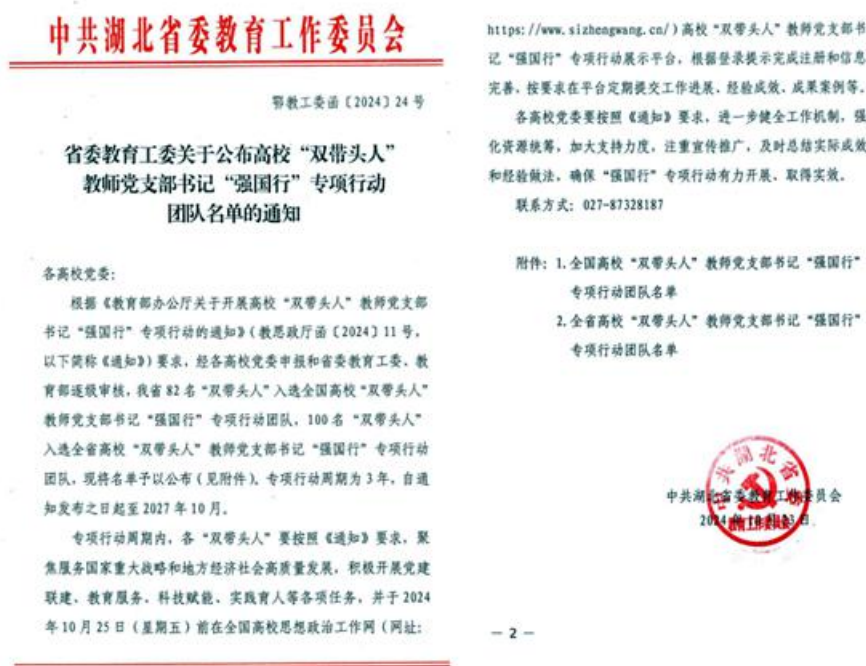 中共湖北省委教育工作委员会
鄂教工委函〔2024〕24号
省委教育工委关于公布高校“双带头人”
教师党支部书记“强国行”专项行动
团队名单的通知
各高校党委：
根据《教育部办公厅关于开展高校“双带头人”教师党支部
书记“强国行”专项行动的通知》（教思政厅函〔2024〕11号，
以下简称《通知》）要求，经各高校党委申报和省委教育工委、教
育部逐级审核，我省82名“双带头人”入选全国高校“双带头人”
教师党支部书记“强国行”专项行动团队，100名“双带头人”
入选全省高校“双带头人”教师党支部书记“强国行”专项行动
团队，现将名单予以公布（见附件）。专项行动周期为3年，自通
知发布之日起至2027年10月。
专项行动周期内，各“双带头人”要按照《通知》要求，聚
焦服务国家重大战略和地方经济社会高质量发展，积极开展党建
联建、教育服务、科技赋能、实践育人等各项任务，并于2024
年10月25日（星期五）前在全国高校思想政治工作网（网址：
https://www.sizhengwang.cn/）高校“双带头人”教师党支部书
记“强国行”专项行动展示平台，根据登录提示完成注册和信息
完善，按要求在平台定期提交工作进展、经验成效、成果案例等。
各高校党委要按照《通知》要求，进一步健全工作机制，强
化资源统筹，加大支持力度，注重宣传推广，及时总结实际成效
和经验做法，确保“强国行”专项行动有力开展、取得实效。
联系方式：027-87328187
附件：1.全国高校“双带头人”教师党支部书记“强国行”
专项行动团队名单
2.全省高校“双带头人”教师党支部书记“强国行”
专项行动团队名单
中共湖北省委教育工作委员会
2024年10月23日
中共湖北省委
教育工作委员会
— 2 —